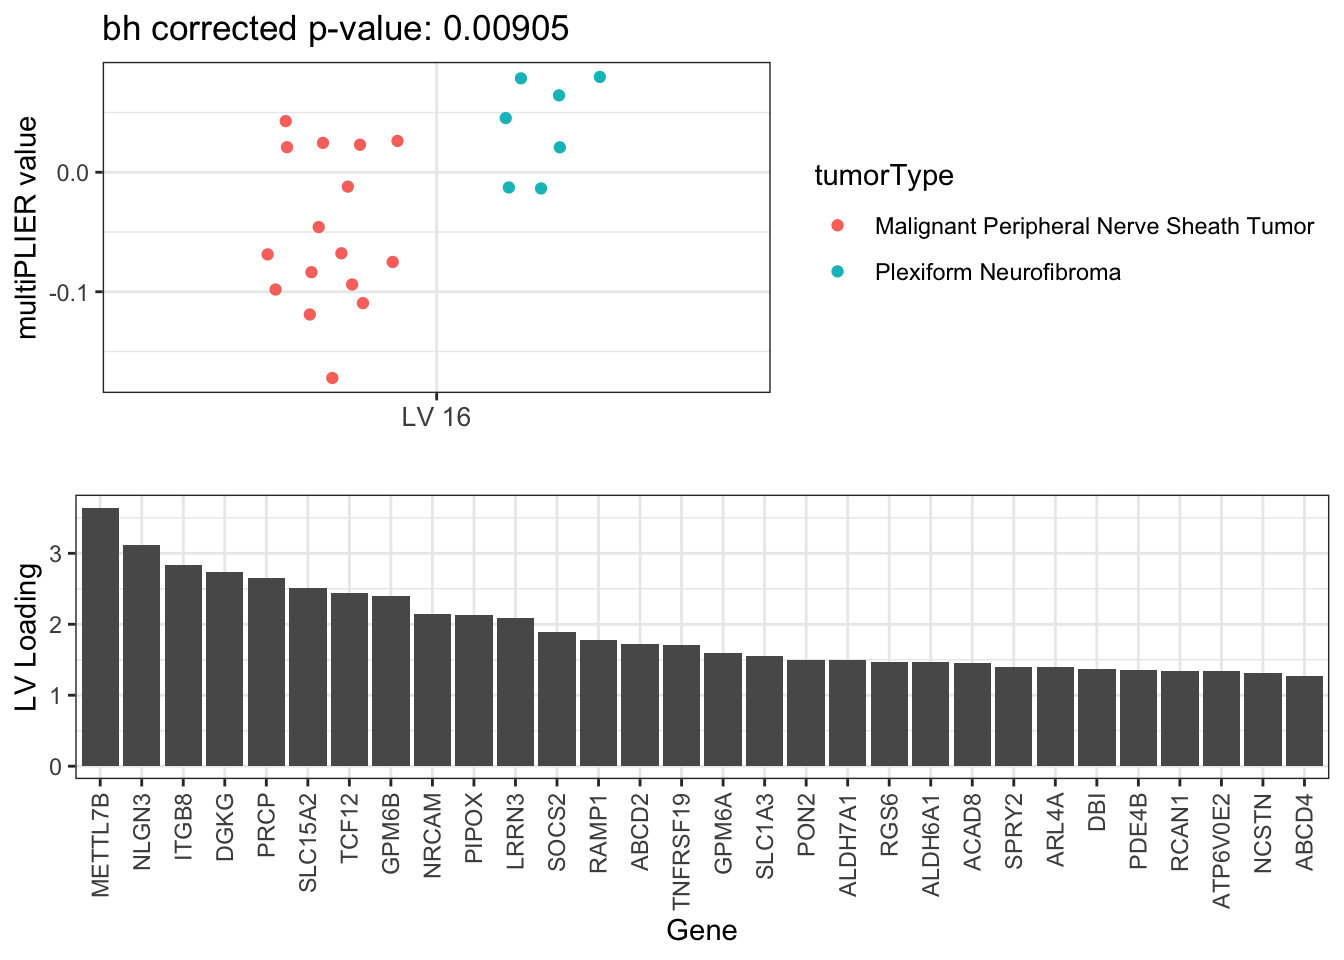 bh corrected p-value: 0.00905
multiPLIER value
0.0
-0.1
LV 16
tumorType
Malignant Peripheral Nerve Sheath Tumor
Plexiform Neurofibroma
LV Loading
3
2
1
0
METTL7B
NLGN3
ITGB8
DGKG
PRCP
SLC15A2
TCF12
GPM6B
NRCAM
PIPOX
LRRN3
SOCS2
RAMP1
ABCD2
TNFRSF19
GPM6A
SLC1A3
PON2
ALDH7A1
RGS6
ALDH6A1
ACAD8
SPRY2
ARL4A
DBI
PDE4B
RCAN1
ATP6V0E2
NCSTN
ABCD4
Gene